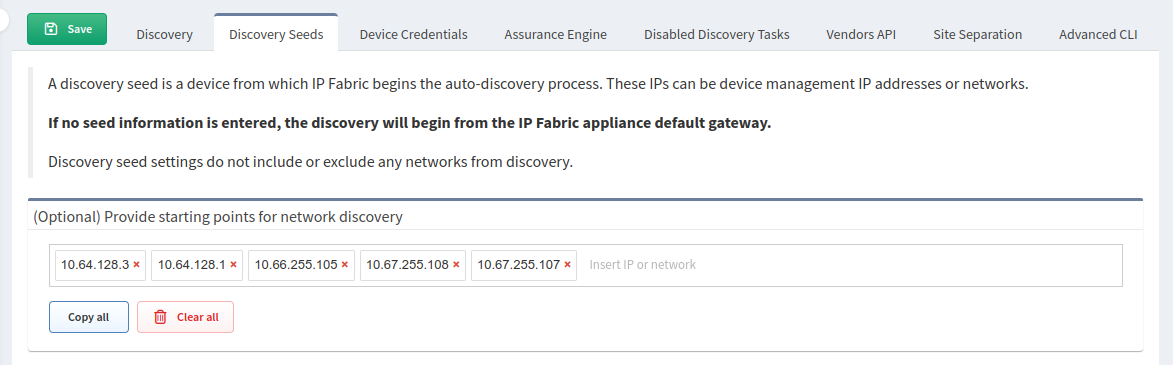 Save
Discovery
Discovery Seeds
Device Credentials
Assurance Engine
Disabled Discovery Tasks
Vendors API
Site Separation
Advanced CLI
A discovery seed is a device from which IP Fabric begins the auto-discovery process. These IPs can be device management IP addresses or networks.
If no seed information is entered, the discovery will begin from the IP Fabric appliance default gateway.
Discovery seed settings do not include or exclude any networks from discovery.
(Optional) Provide starting points for network discovery
10.64.128.3 × 10.64.128.1 × 10.66.255.105 × 10.67.255.108 × 10.67.255.107 × Insert IP or network
Copy all
Clear all